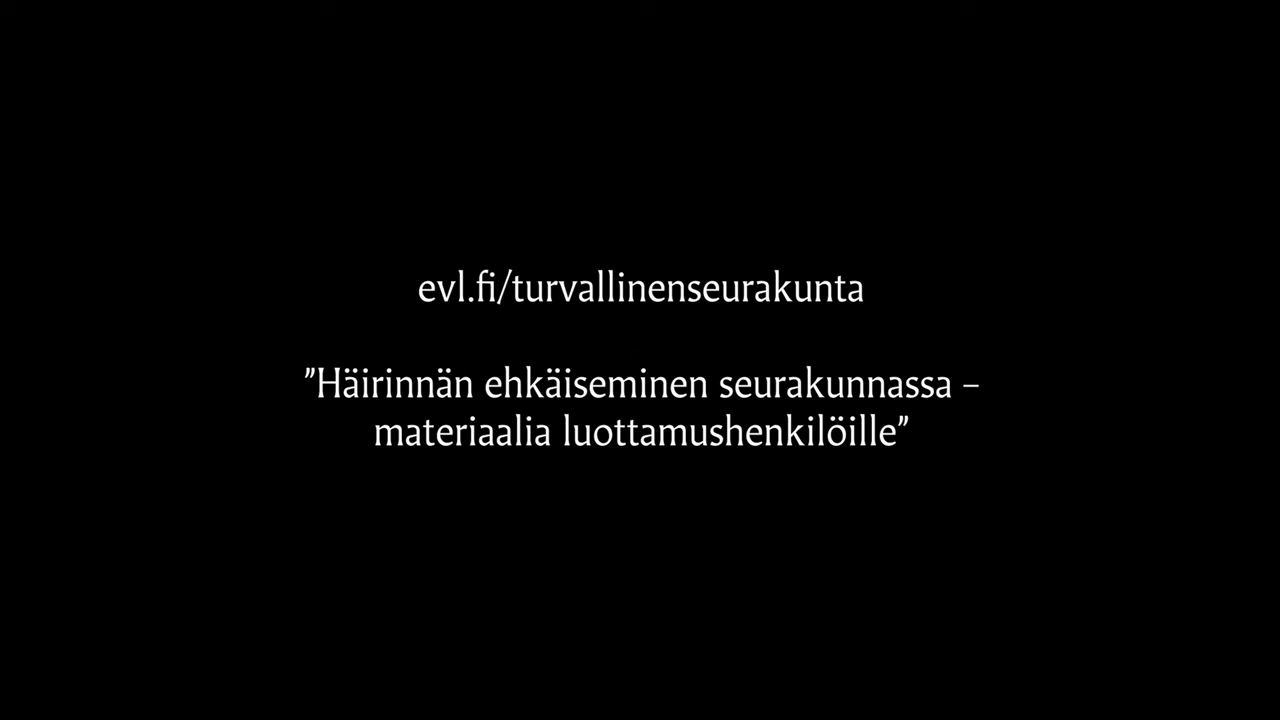 evl.fi/turvallinenseurakunta
”Häirinnän ehkäiseminen seurakunnassa –
materiaalia luottamushenkilöille”